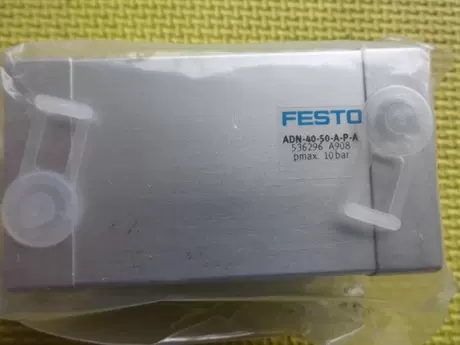 FESTO
ADN-40-50-A-P-A
536296 A908
pmax. 10 bar